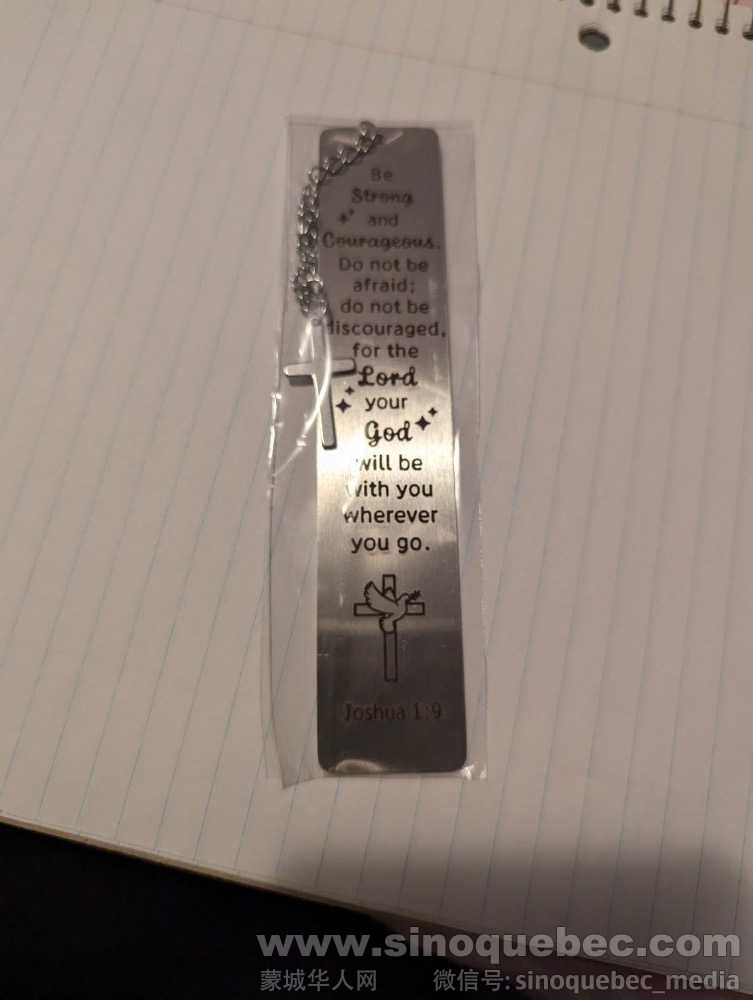 Be
Strong
and
Courageous.
Do not be
afraid;
do not be
discouraged,
for the
Lord
your
God
will be
with you
wherever
you go.
Joshua 1:9
www.sinoquebec.com
蒙城华人网 微信号: sinoquebec_media